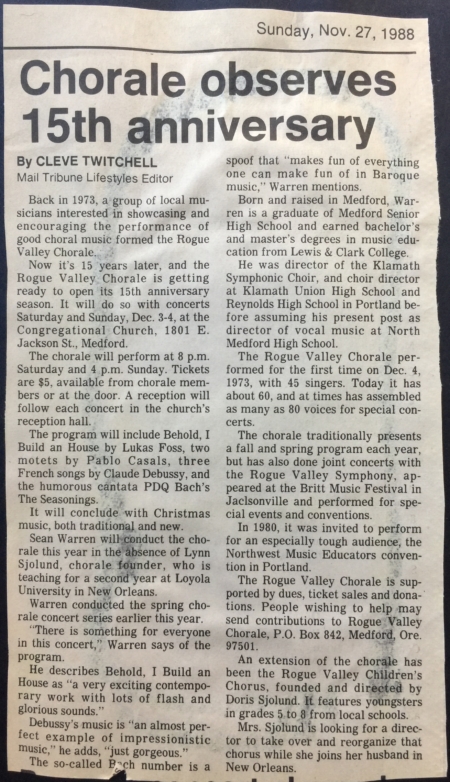 Sunday, Nov. 27, 1988
Chorale observes
15th anniversary
By CLEVE TWITCHELL
Mail Tribune Lifestyles Editor
Back in 1973, a group of local mu-
sicians interested in showcasing and
encouraging the performance of
good choral music formed the Rogue
Valley Chorale.
Now it's 15 years later, and the
Rogue Valley Chorale is getting
ready to open its 15th anniversary
season. It will do so with concerts
Saturday and Sunday, Dec. 3-4, at the
Congregational Church, 1801 E.
Jackson St., Medford.
The chorale will perform at 8 p.m.
Saturday and 4 p.m. Sunday. Tickets
are $5, available from chorale mem-
bers or at the door. A reception will
follow each concert in the church's
reception hall.
The program will include Behold, I
Build an House by Lukas Foss, two
motets by Pablo Casals, three
French songs by Claude Debussy, and
the humorous cantata PDQ Bach's
The Seasonings.
It will conclude with Christmas
music, both traditional and new.
Sean Warren will conduct the cho-
rale this year in the absence of Lynn
Sjolund, chorale founder, who is
teaching for a second year at Loyola
University in New Orleans.
Warren conducted the spring cho-
rale concert series earlier this year.
"There is something for everyone
in this concert," Warren says of the
program.
He describes Behold, I Build an
House as "a very exciting contempo-
rary work with lots of flash and
glorious sounds."
Debussy's music is "an almost per-
fect example of impressionistic
music," he adds, "just gorgeous."
The so-called Bach number is a
spoof that "makes fun of everything
one can make fun of in Baroque
music," Warren mentions.
Born and raised in Medford, War-
ren is a graduate of Medford Senior
High School and earned bachelor's
and master's degrees in music edu-
cation from Lewis & Clark College.
He was director of the Klamath
Symphonic Choir, and choir director
at Klamath Union High School and
Reynolds High School in Portland be-
fore assuming his present post as
director of vocal music at North
Medford High School.
The Rogue Valley Chorale per-
formed for the first time on Dec. 4,
1973, with 45 singers. Today it has
about 60, and at times has assembled
as many as 80 voices for special con-
certs.
The chorale traditionally presents
a fall and spring program each year,
but has also done joint concerts with
the Rogue Valley Symphony, ap-
peared at the Britt Music Festival in
Jaclsonville and performed for spe-
cial events and conventions.
In 1980, it was invited to perform
for an especially tough audience, the
Northwest Music Educators conven-
tion in Portland.
The Rogue Valley Chorale is sup-
ported by dues, ticket sales and dona-
tions. People wishing to help may
send contributions to Rogue Valley
Chorale, P.O. Box 842, Medford, Ore.
97501.
An extension of the chorale has
been the Rogue Valley Children's
Chorus, founded and directed by
Doris Sjolund. It features youngsters
in grades 5 to 8 from local schools.
Mrs. Sjolund is looking for a direc-
tor to take over and reorganize that
chorus while she joins her husband in
New Orleans.